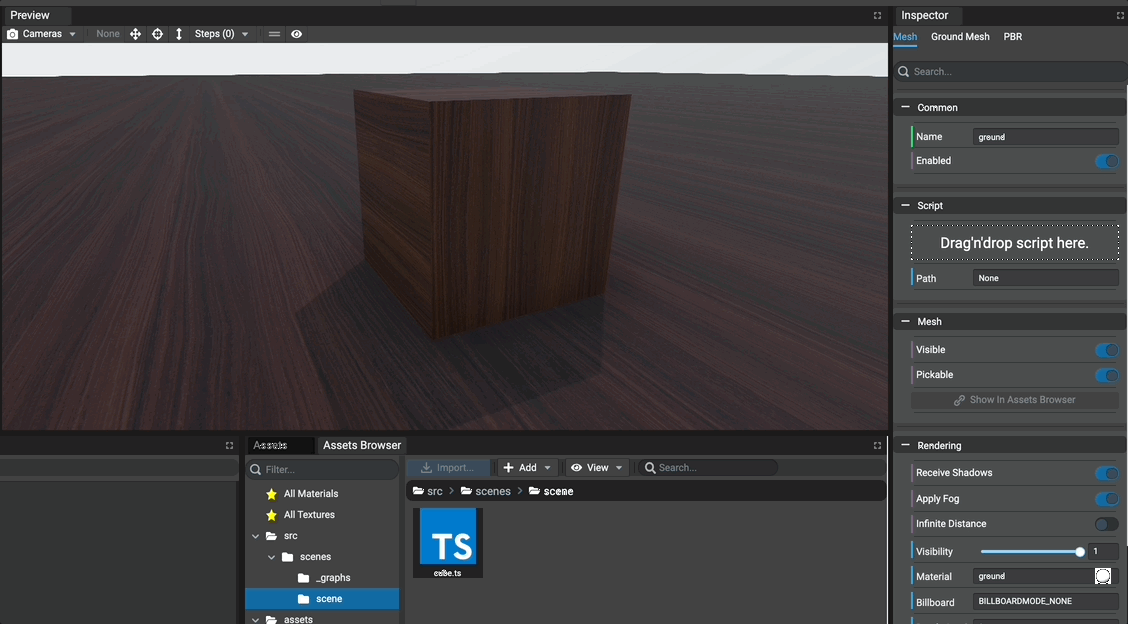 Preview
Cameras None Steps (0)
Inspector
Mesh Ground Mesh PBR
Search...
Common
Name ground
Enabled
Script
Drag'n'drop script here.
Path None
Mesh
Visible
Pickable
Show In Assets Browser
Rendering
Receive Shadows
Apply Fog
Infinite Distance
Visibility 1
Material ground
Billboard BILLBOARDMODE_NONE
Assets Assets Browser
Filter...
All Materials
All Textures
src
scenes
_graphs
scene
assets
Import... Add View Search...
src scenes scene
TS
cube.ts